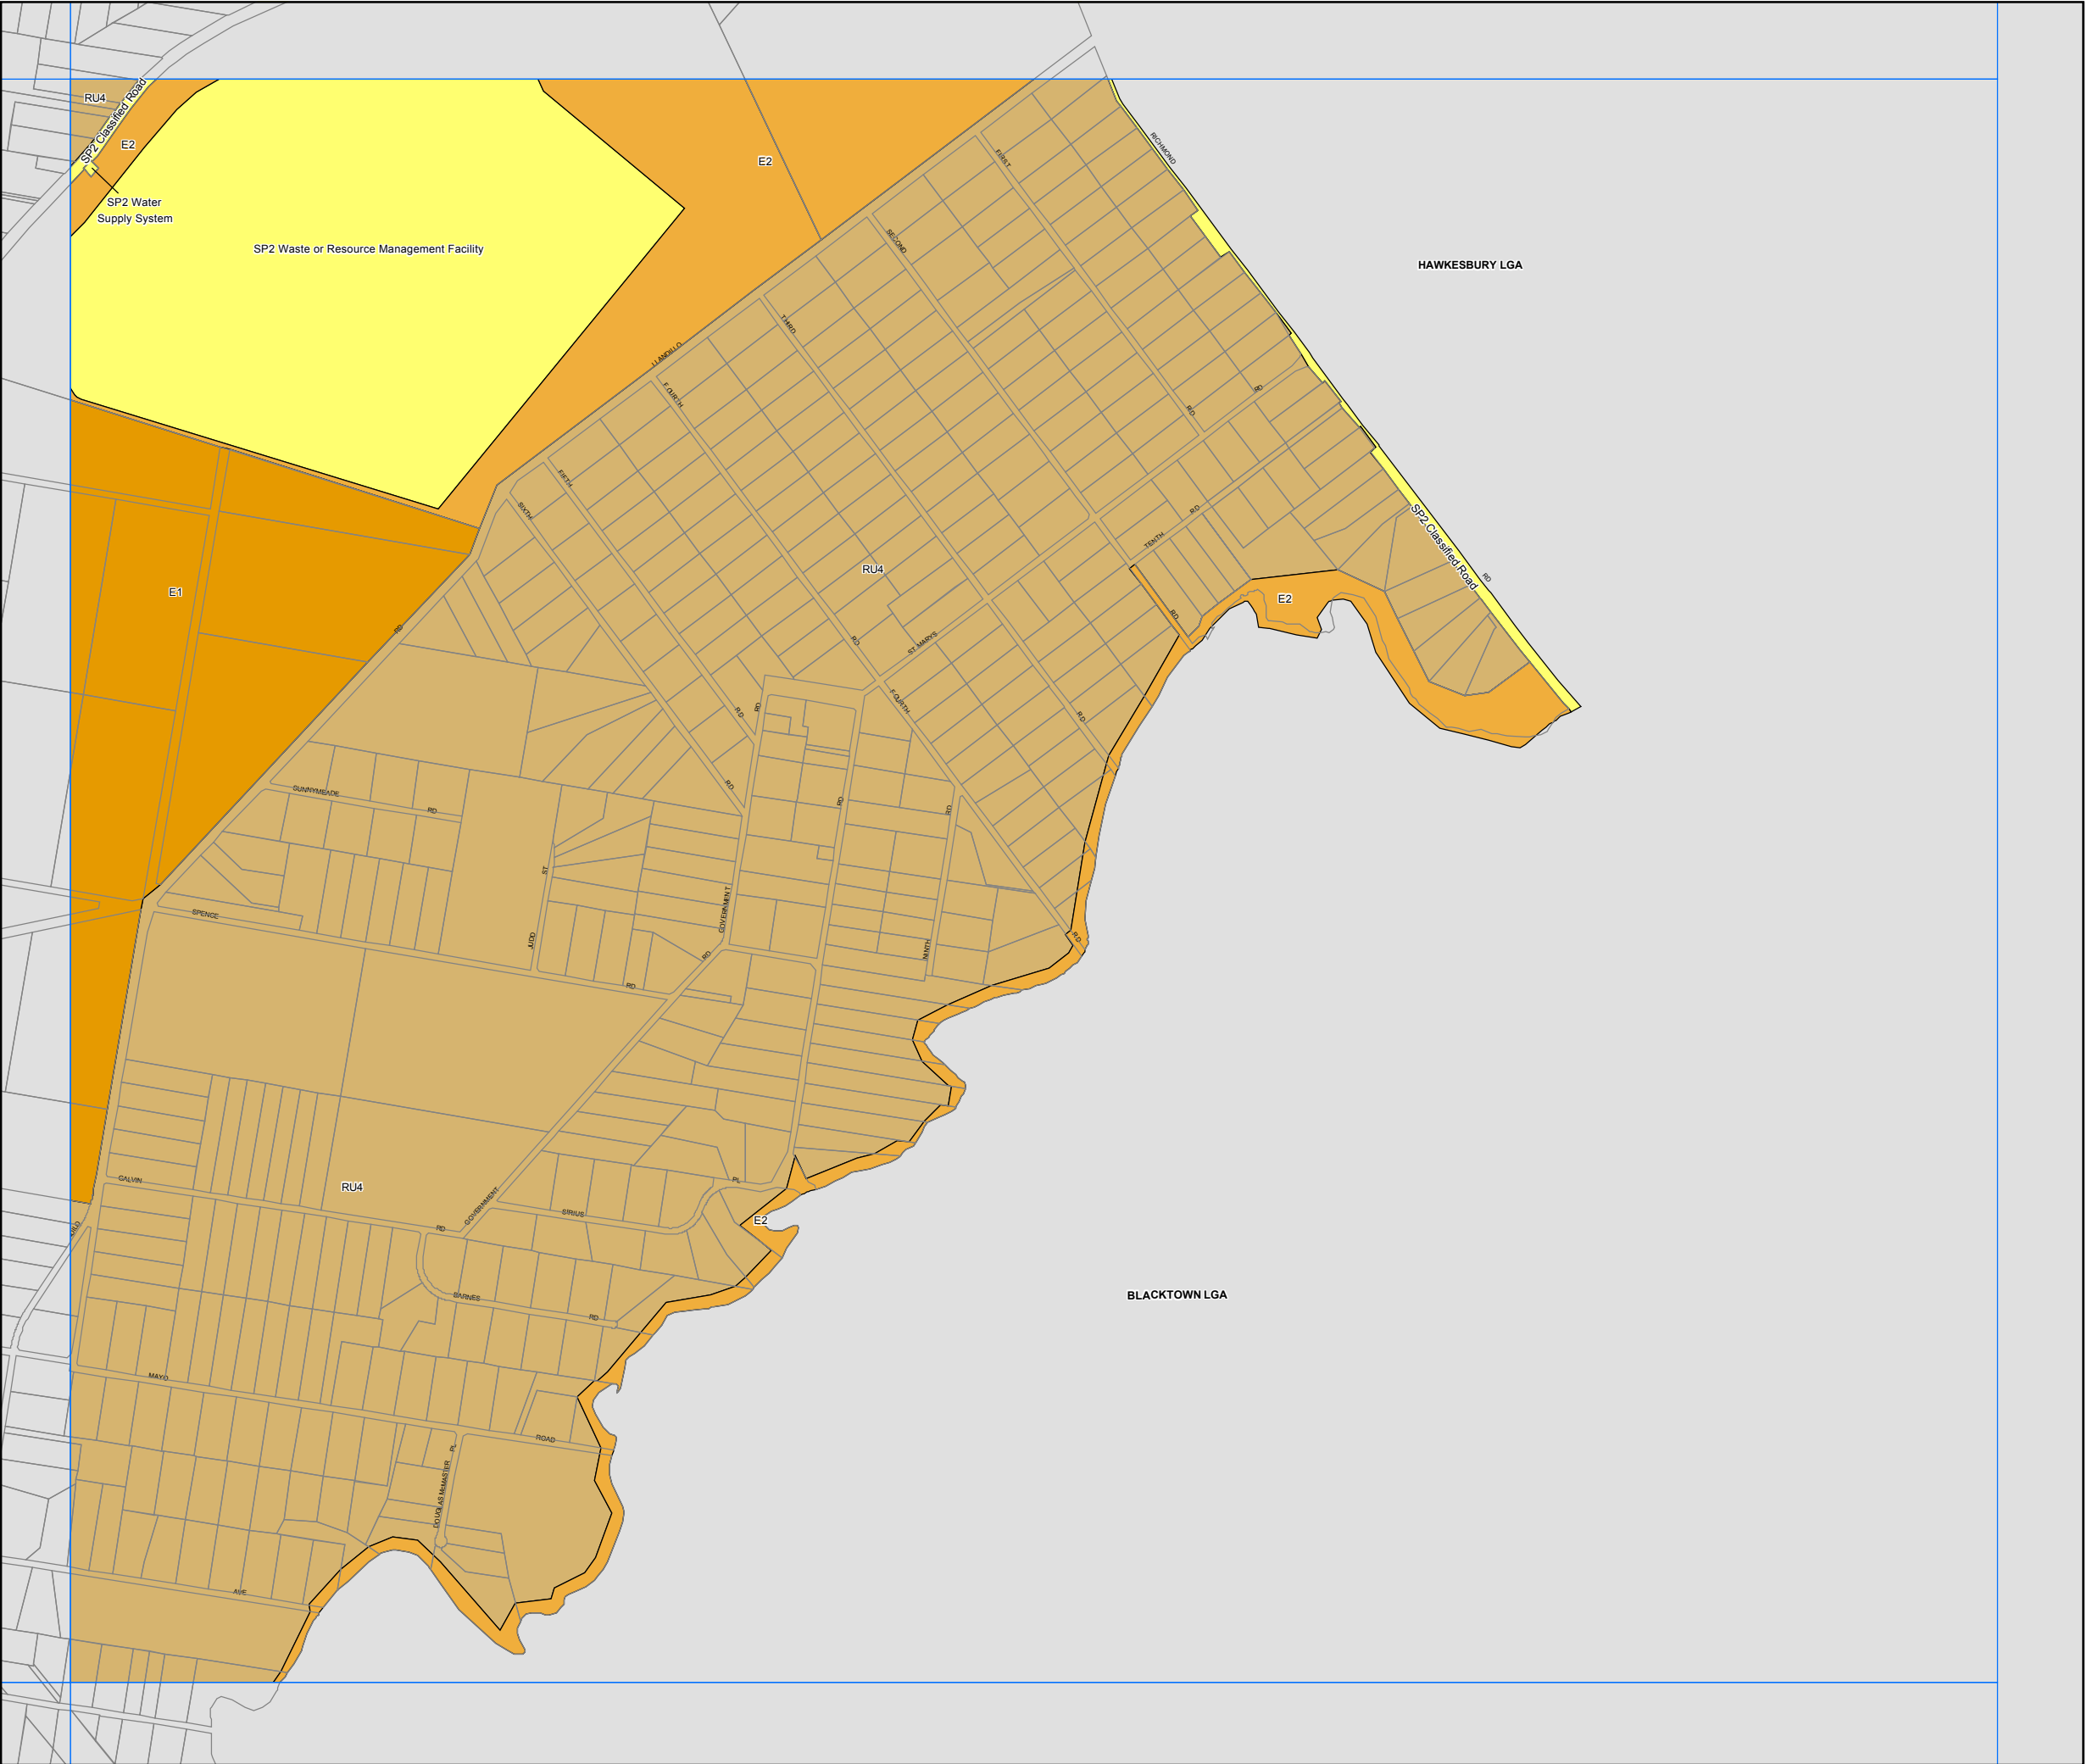 RU4
SP2 Classified Road
E2
SP2 Water
Supply System
SP2 Waste or Resource Management Facility
E2
RICHMOND
FIRST
SECOND
HAWKESBURY LGA
THIRD
LLANDILO
FOURTH
RD
RD
FIFTH
SIXTH
RD
TENTH
SP2 Classified Road
RU4
RD
E1
E2
RD
RD
RD
ST MARYS
FOURTH
RD
RD
RD
RD
SUNNYMEADE
RD
RD
RD
ST
GOVERNMENT
SPENCE
JUDD
RD
NINTH
RD
RD
CALVIN
RU4
PL
GOVERNMENT
SIRIUS
E2
RD
BARNES
RD
BLACKTOWN LGA
MAYO
ROAD
PL
DOUGLAS McMASTER
AVE